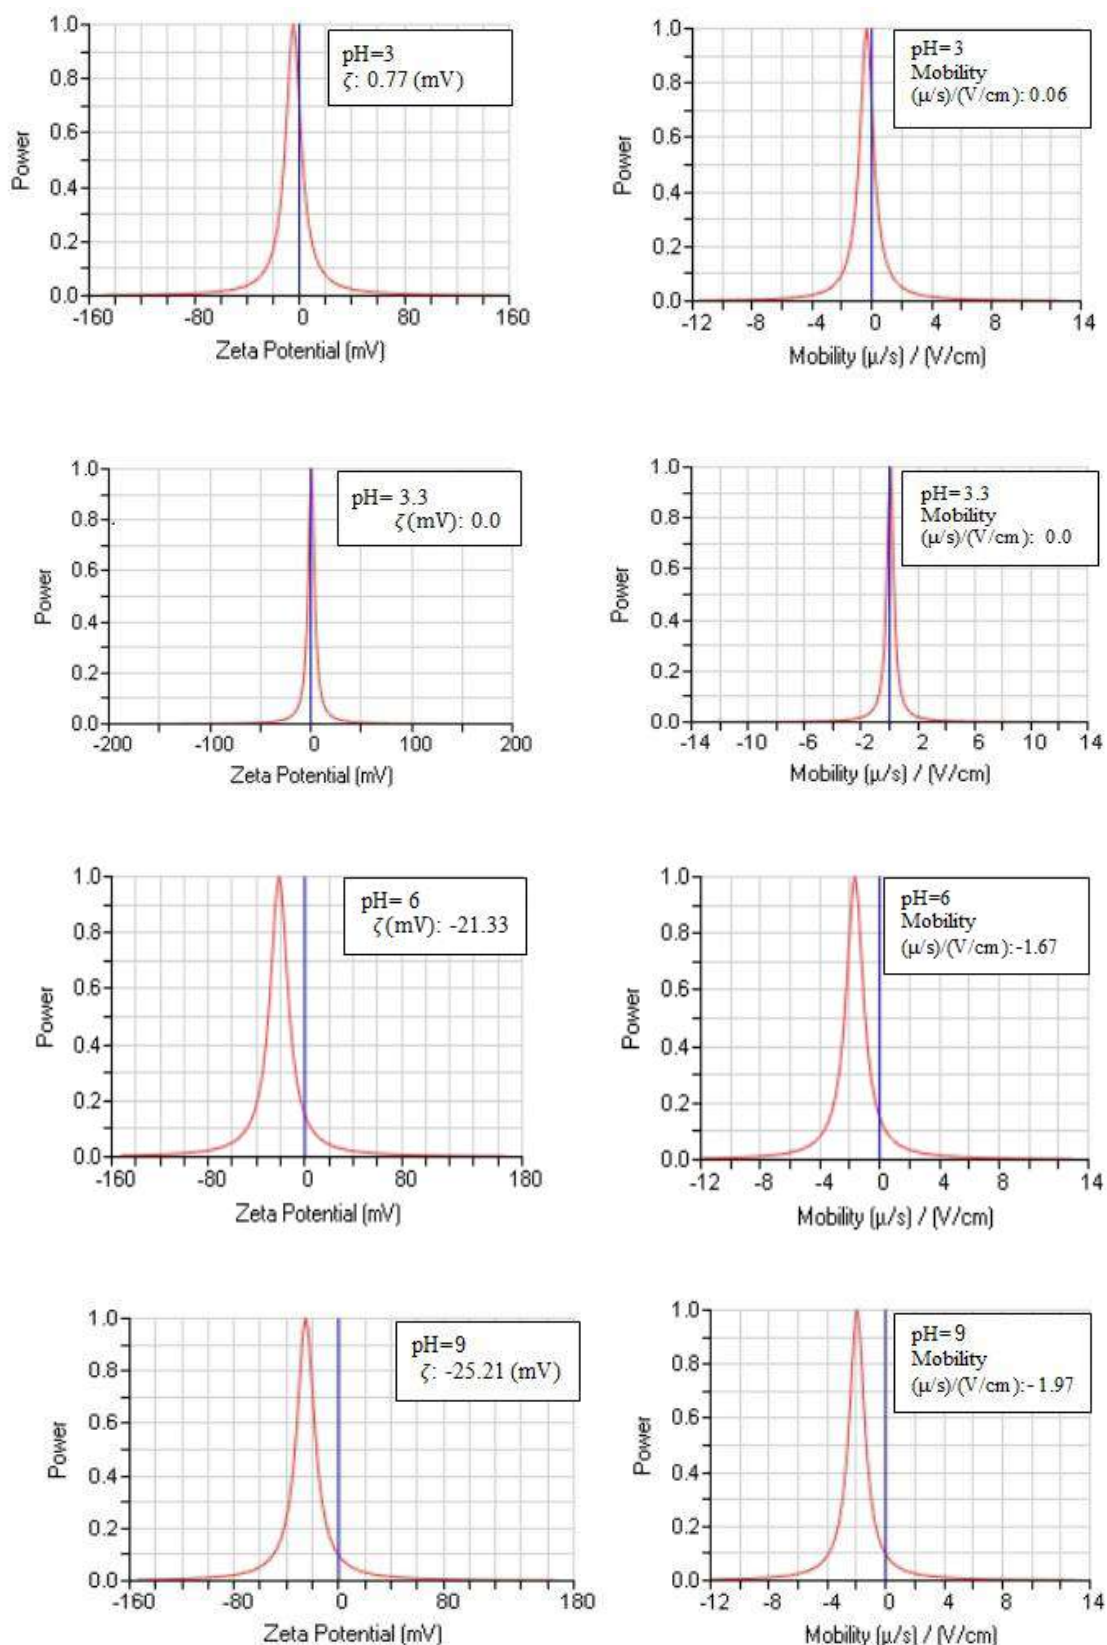 1.0
0.8
0.6
0.4
0.2
0.0
Power
-160 -80 0 80 160
Zeta Potential (mV)
pH=3
ζ: 0.77 (mV)
1.0
0.8
0.6
0.4
0.2
0.0
Power
-12 -8 -4 0 4 8 14
Mobility (μ/s) / (V/cm)
pH=3
Mobility
(μ/s)/(V/cm): 0.06
1.0
0.8
0.6
0.4
0.2
0.0
Power
-200 -100 0 100 200
Zeta Potential (mV)
pH= 3.3
ζ(mV): 0.0
1.0
0.8
0.6
0.4
0.2
0.0
Power
-14 -10 -6 -2 2 6 10 14
Mobility (μ/s) / (V/cm)
pH=3.3
Mobility
(μ/s)/(V/cm): 0.0
1.0
0.8
0.6
0.4
0.2
0.0
Power
-160 -80 0 80 180
Zeta Potential (mV)
pH= 6
ζ(mV): -21.33
1.0
0.8
0.6
0.4
0.2
0.0
Power
-12 -8 -4 0 4 8 14
Mobility (μ/s) / (V/cm)
pH=6
Mobility
(μ/s)/(V/cm):-1.67
1.0
0.8
0.6
0.4
0.2
0.0
Power
-160 -80 0 80 180
Zeta Potential (mV)
pH=9
ζ: -25.21 (mV)
1.0
0.8
0.6
0.4
0.2
0.0
Power
-12 -8 -4 0 4 8 14
Mobility (μ/s) / (V/cm)
pH=9
Mobility
(μ/s)/(V/cm):-1.97